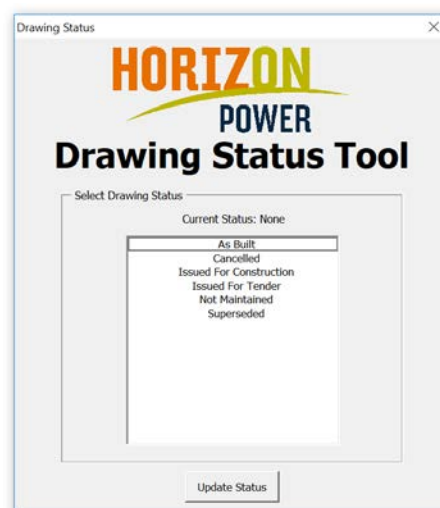 Drawing Status
HORIZON
POWER
Drawing Status Tool
Select Drawing Status
Current Status: None
As Built
Cancelled
Issued For Construction
Issued For Tender
Not Maintained
Superseded
Update Status